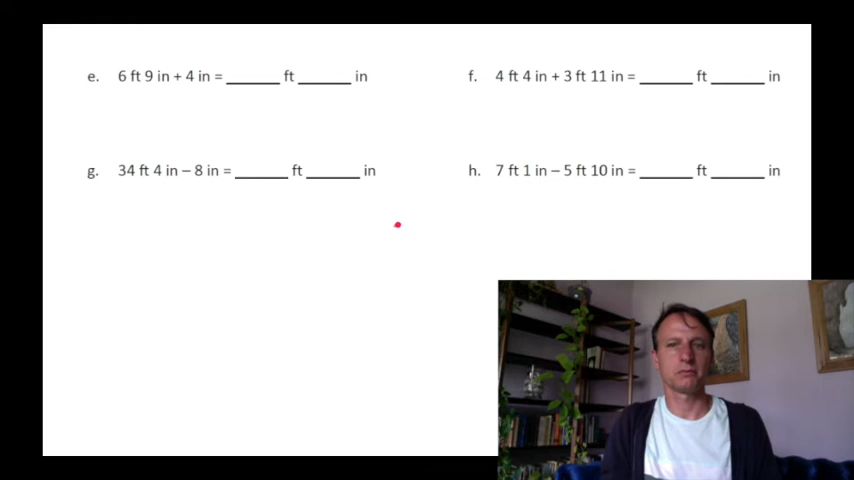 e. 6 ft 9 in + 4 in = _______ ft _______ in
f. 4 ft 4 in + 3 ft 11 in = _______ ft _______ in
g. 34 ft 4 in – 8 in = _______ ft _______ in
h. 7 ft 1 in – 5 ft 10 in = _______ ft _______ in